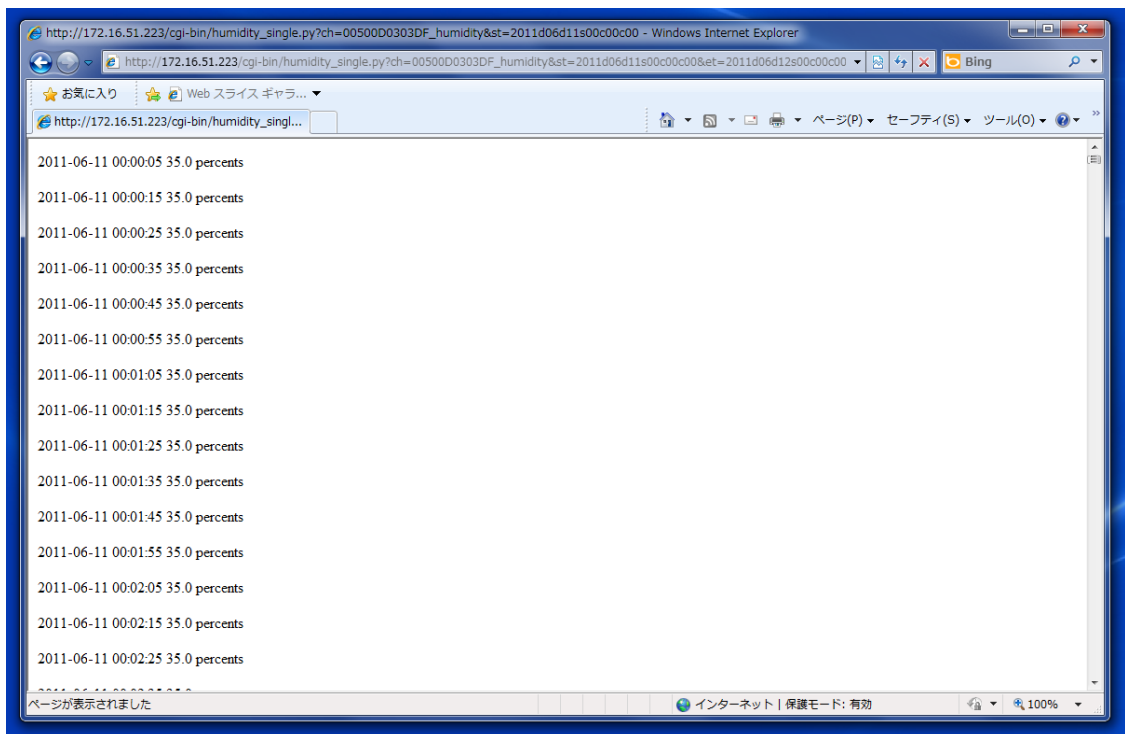 http://172.16.51.223/cgi-bin/humidity_single.py?ch=00500D0303DF_humidity&st=2011d06d11s00c00c00 - Windows Internet Explorer
http://172.16.51.223/cgi-bin/humidity_single.py?ch=00500D0303DF_humidity&st=2011d06d11s00c00c00&et=2011d06d12s00c00c00 Bing
お気に入り Web スライス ギャラ...
http://172.16.51.223/cgi-bin/humidity_singl... ページ(P) セーフティ(S) ツール(O) »
2011-06-11 00:00:05 35.0 percents
2011-06-11 00:00:15 35.0 percents
2011-06-11 00:00:25 35.0 percents
2011-06-11 00:00:35 35.0 percents
2011-06-11 00:00:45 35.0 percents
2011-06-11 00:00:55 35.0 percents
2011-06-11 00:01:05 35.0 percents
2011-06-11 00:01:15 35.0 percents
2011-06-11 00:01:25 35.0 percents
2011-06-11 00:01:35 35.0 percents
2011-06-11 00:01:45 35.0 percents
2011-06-11 00:01:55 35.0 percents
2011-06-11 00:02:05 35.0 percents
2011-06-11 00:02:15 35.0 percents
2011-06-11 00:02:25 35.0 percents
ページが表示されました インターネット | 保護モード: 有効 100%